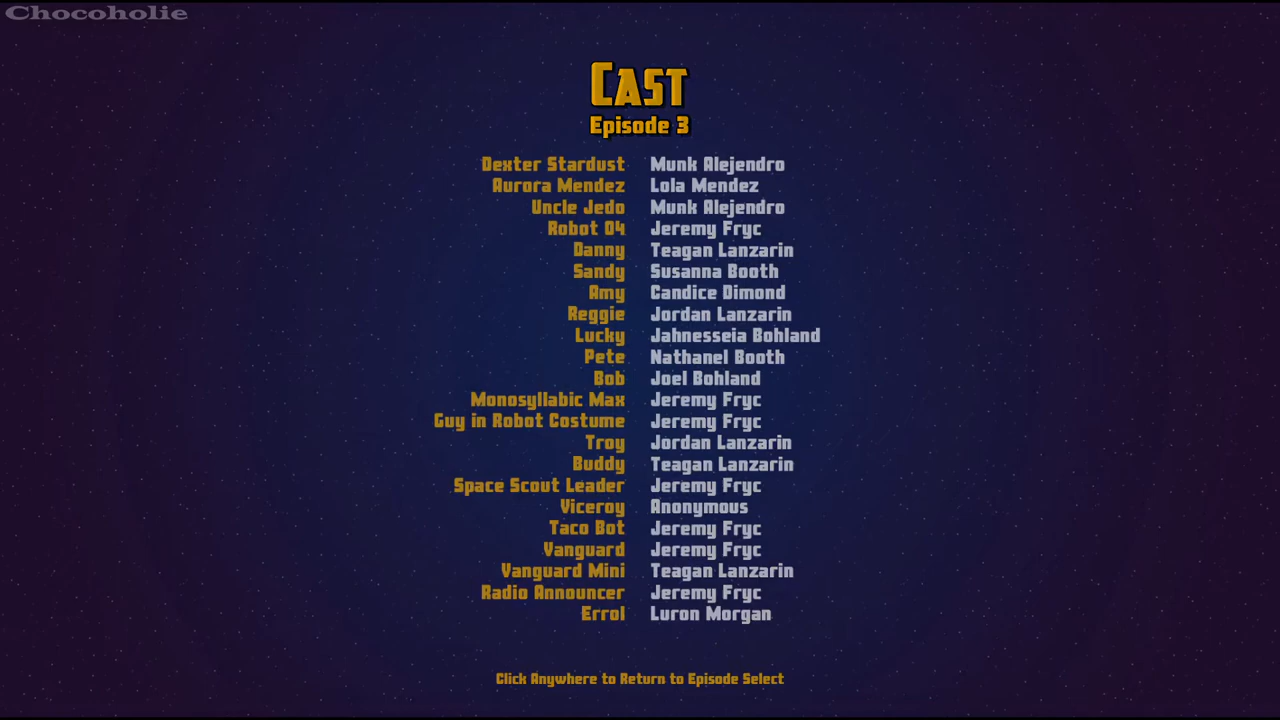 Chocoholie
Cast
Episode 3
Dexter Stardust Munk Alejendro
Aurora Mendez Lola Mendez
Uncle Jedo Munk Alejendro
Robot 04 Jeremy Fryc
Danny Teagan Lanzarin
Sandy Susanna Booth
Amy Candice Dimond
Reggie Jordan Lanzarin
Lucky Jahnesseia Bohland
Pete Nathanel Booth
Bob Joel Bohland
Monosyllabic Max Jeremy Fryc
Guy in Robot Costume Jeremy Fryc
Troy Jordan Lanzarin
Buddy Teagan Lanzarin
Space Scout Leader Jeremy Fryc
Viceroy Anonymous
Taco Bot Jeremy Fryc
Vanguard Jeremy Fryc
Vanguard Mini Teagan Lanzarin
Radio Announcer Jeremy Fryc
Errol Luron Morgan
Click Anywhere to Return to Episode Select